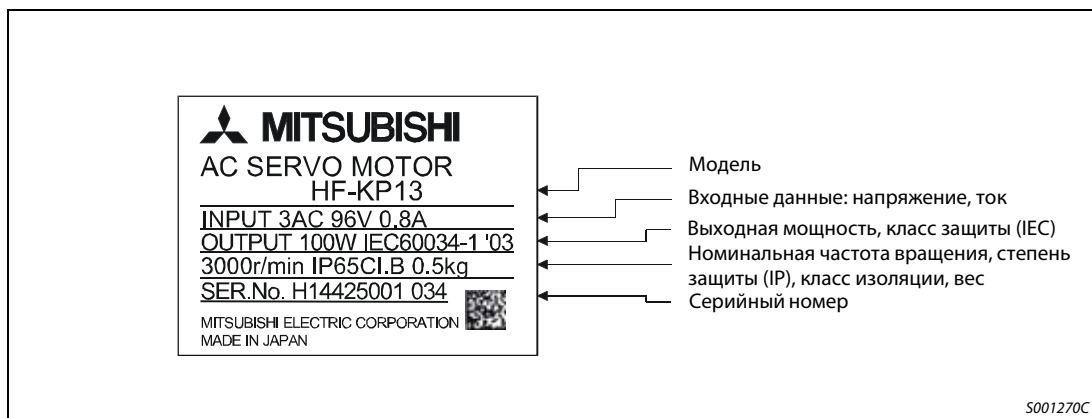 MITSUBISHI
AC SERVO MOTOR
HF-KP13
INPUT 3AC 96V 0.8A
OUTPUT 100W IEC60034-1 '03
3000r/min IP65CI.B 0.5kg
SER.No. H14425001 034
MITSUBISHI ELECTRIC CORPORATION
MADE IN JAPAN
Модель
Входные данные: напряжение, ток
Выходная мощность, класс защиты (IEC)
Номинальная частота вращения, степень
защиты (IP), класс изоляции, вес
Серийный номер
S001270C